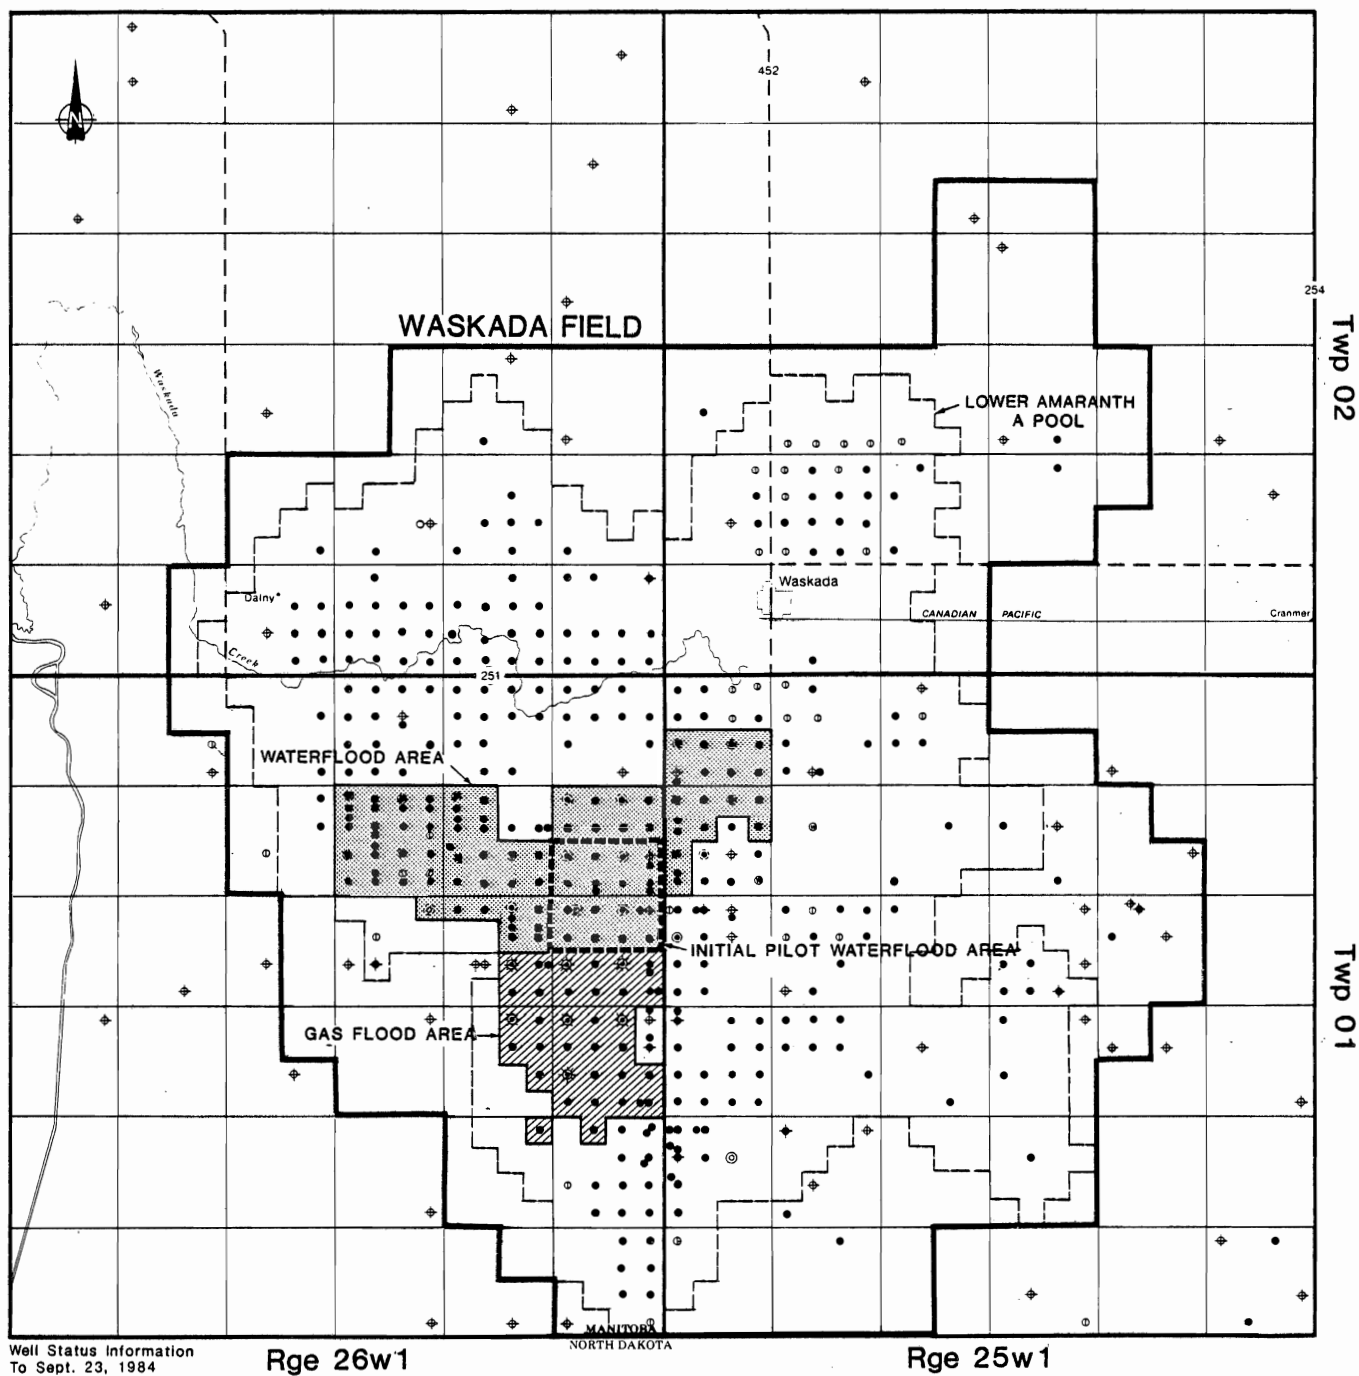 N
452
254
WASKADA FIELD
Twp 02
Waskada
LOWER AMARANTH
A POOL
Waskada
Dalny
CANADIAN PACIFIC
Cranmer
Creek
251
WATERFLOOD AREA
INITIAL PILOT WATERFLOOD AREA
Twp 01
GAS FLOOD AREA
MANITOBA
NORTH DAKOTA
Well Status Information
To Sept. 23, 1984
Rge 26w1
Rge 25w1